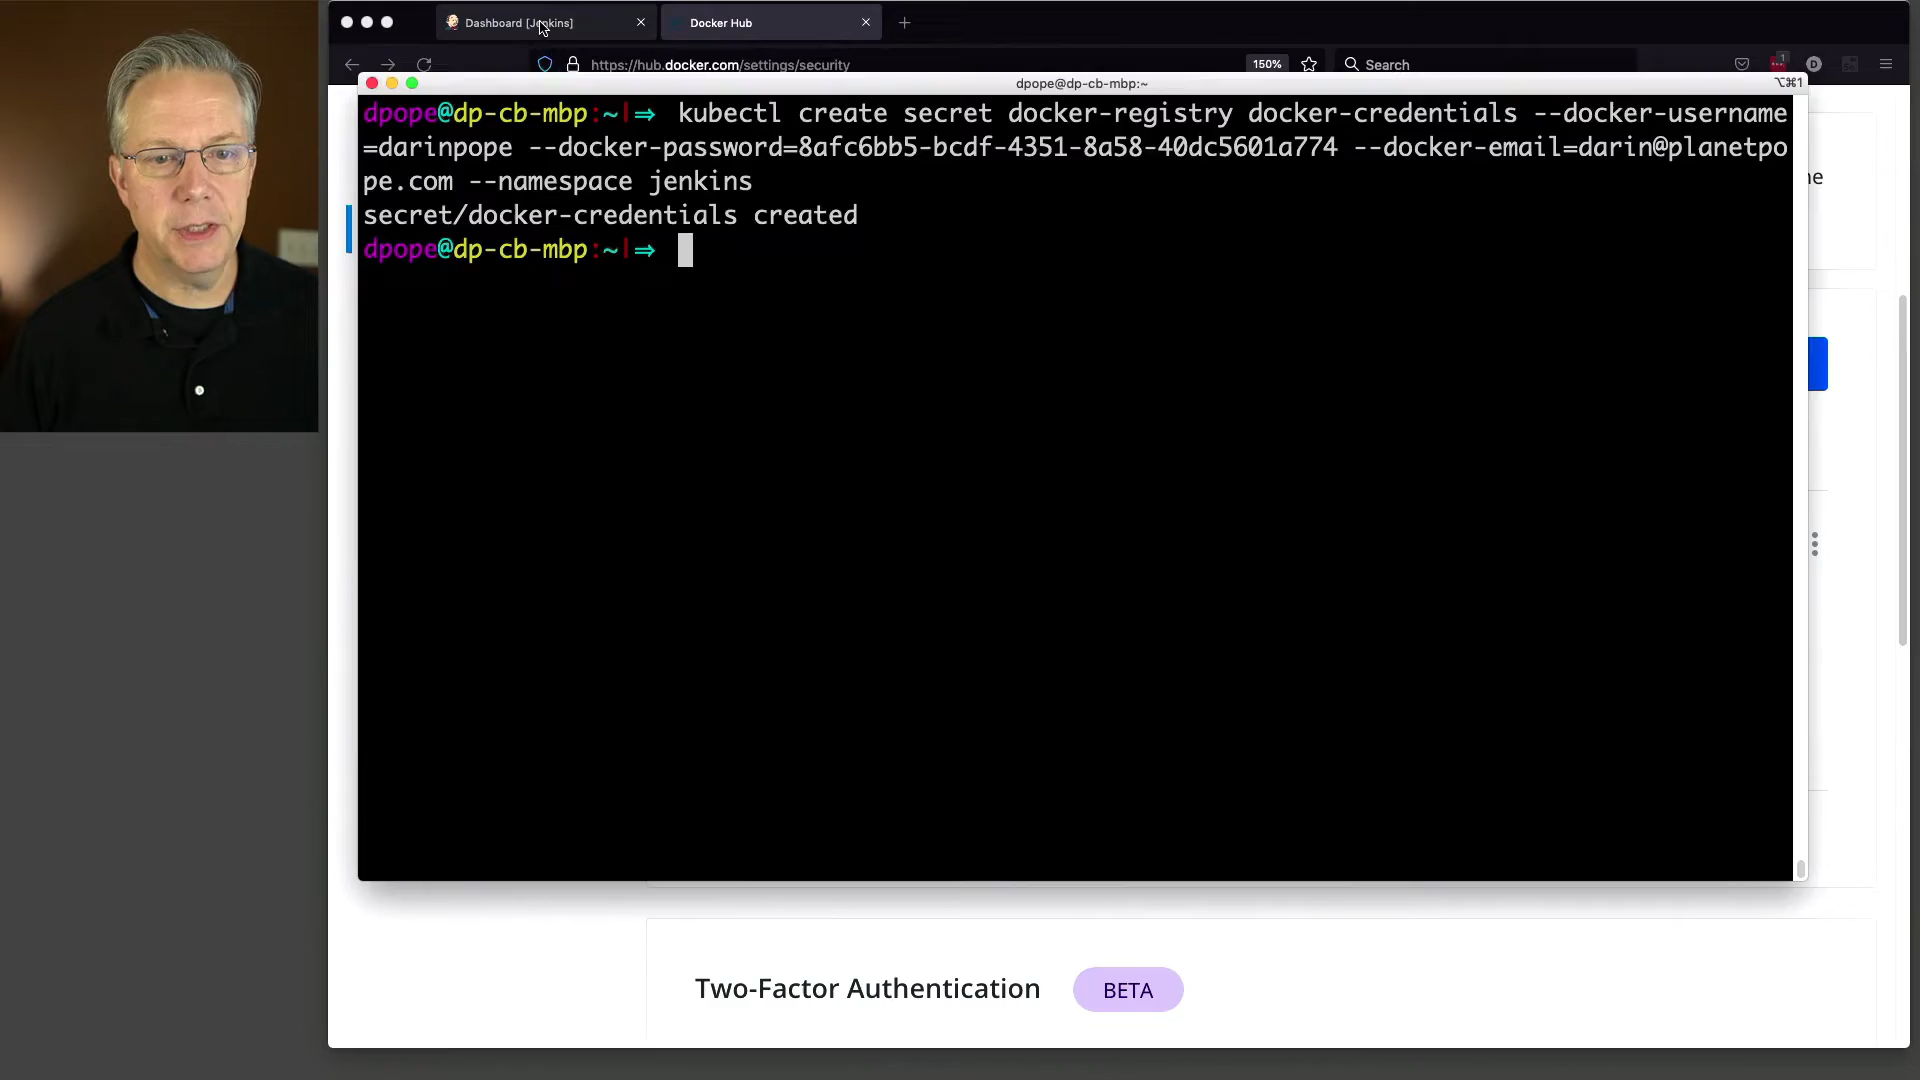 Dashboard [Jenkins]
Docker Hub
https://hub.docker.com/settings/security
150%
Search
1
D
dpope@dp-cb-mbp:~
⌥⌘1
dpope@dp-cb-mbp:~|⇒ kubectl create secret docker-registry docker-credentials --docker-username
=darinpope --docker-password=8afc6bb5-bcdf-4351-8a58-40dc5601a774 --docker-email=darin@planetpo
pe.com --namespace jenkins
secret/docker-credentials created
dpope@dp-cb-mbp:~|⇒
Two-Factor Authentication BETA